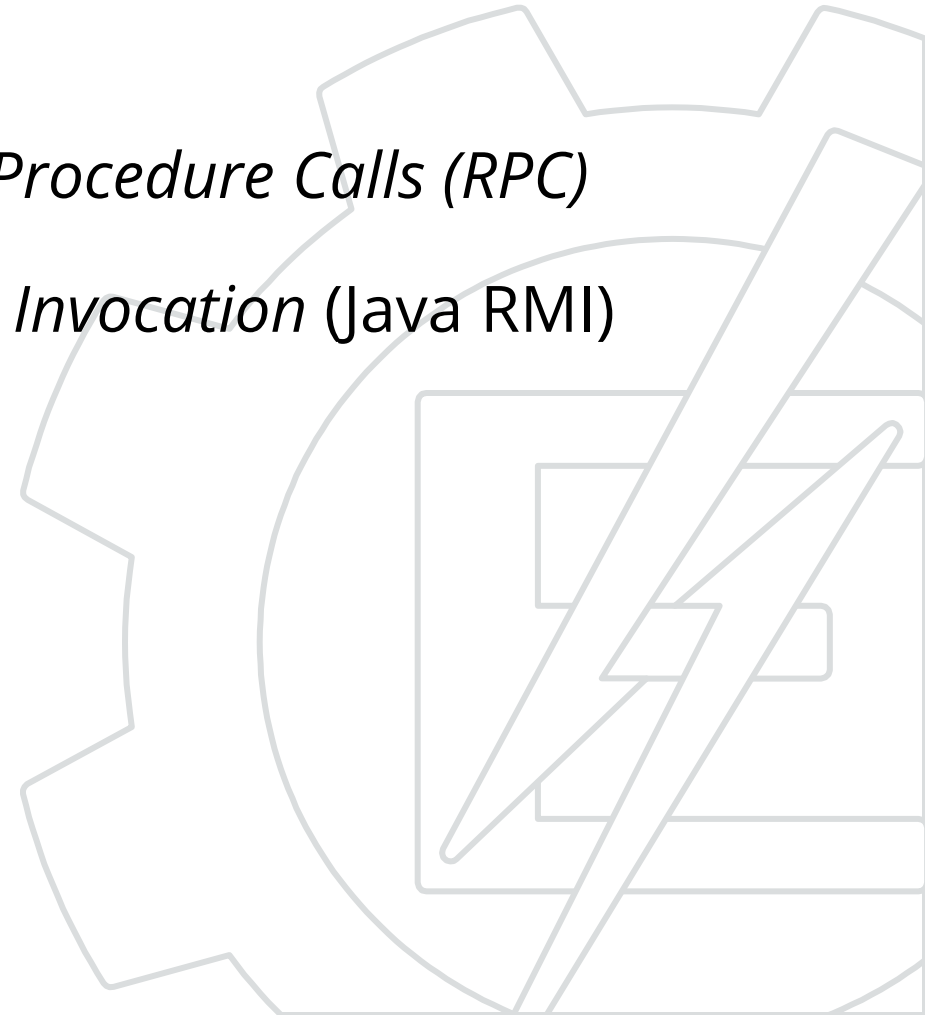 Procedure Calls (RPC)
Invocation (Java RMI)